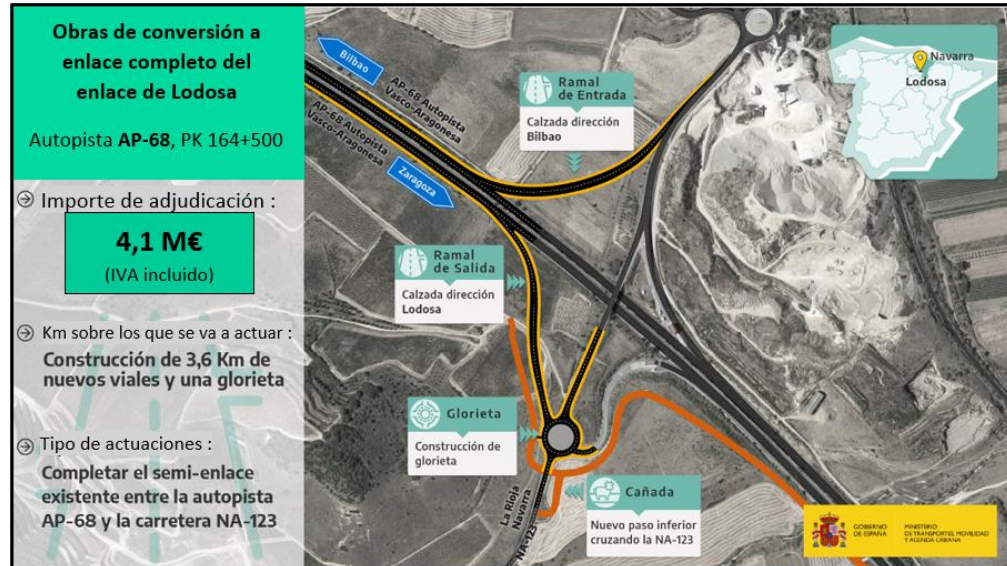 Obras de conversión a
enlace completo del
enlace de Lodosa
Autopista AP-68, PK 164+500
Importe de adjudicación :
4,1 M€
(IVA incluido)
Km sobre los que se va a actuar :
Construcción de 3,6 Km de
nuevos viales y una glorieta
Tipo de actuaciones :
Completar el semi-enlace
existente entre la autopista
AP-68 y la carretera NA-123
Bilbao
AP-68 Autopista
Vasco-Aragonesa
AP-68 Autopista
Vasco-Aragonesa
Zaragoza
Ramal
de Entrada
Calzada dirección
Bilbao
Navarra
Lodosa
Ramal
de Salida
Calzada dirección
Lodosa
Glorieta
Construcción de
glorieta
La Rioja
Navarra
NA-123
Cañada
Nuevo paso inferior
cruzando la NA-123
GOBIERNO
DE ESPAÑA
MINISTERIO
DE TRANSPORTES, MOVILIDAD
Y AGENDA URBANA